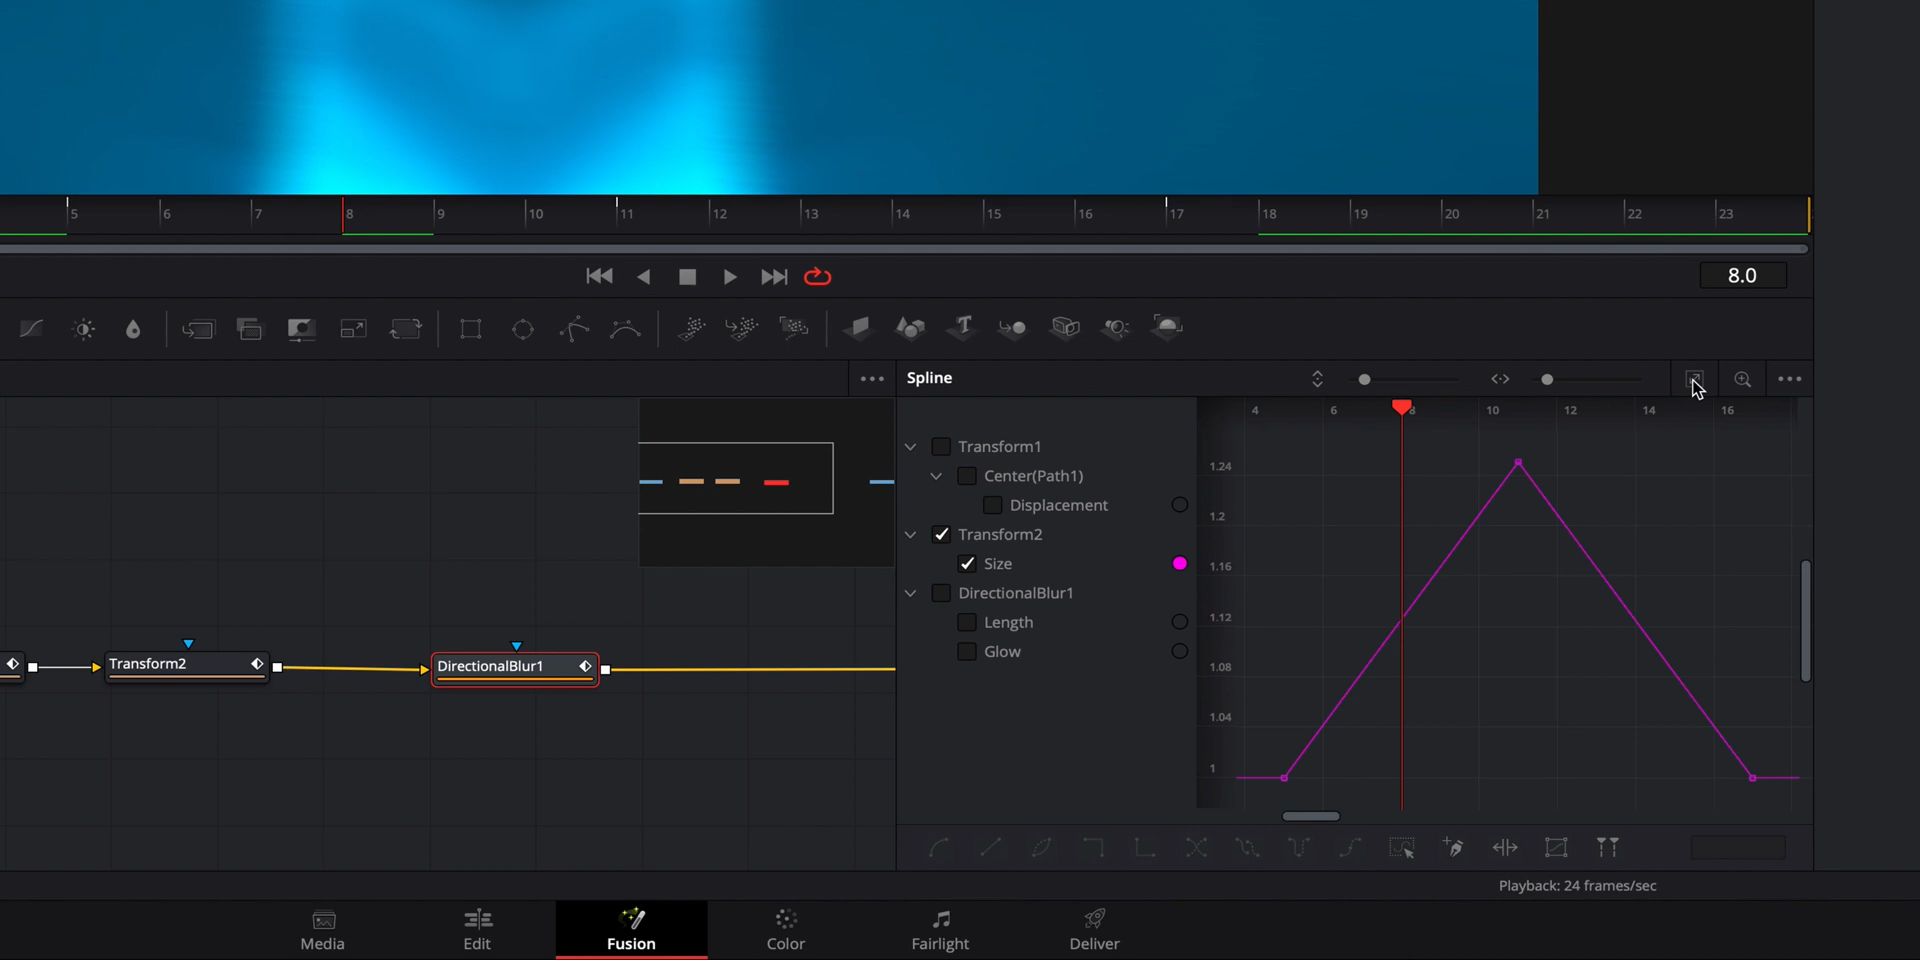 5 6 7 8 9 10 11 12 13 14 15 16 17 18 19 20 21 22 23
8.0
Spline
4 6 8 10 12 14 16
Transform1
Center(Path1)
Displacement
Transform2
Size
DirectionalBlur1
Length
Glow
1.24
1.2
1.16
1.12
1.08
1.04
1
Transform2
DirectionalBlur1
Playback: 24 frames/sec
Media Edit Fusion Color Fairlight Deliver